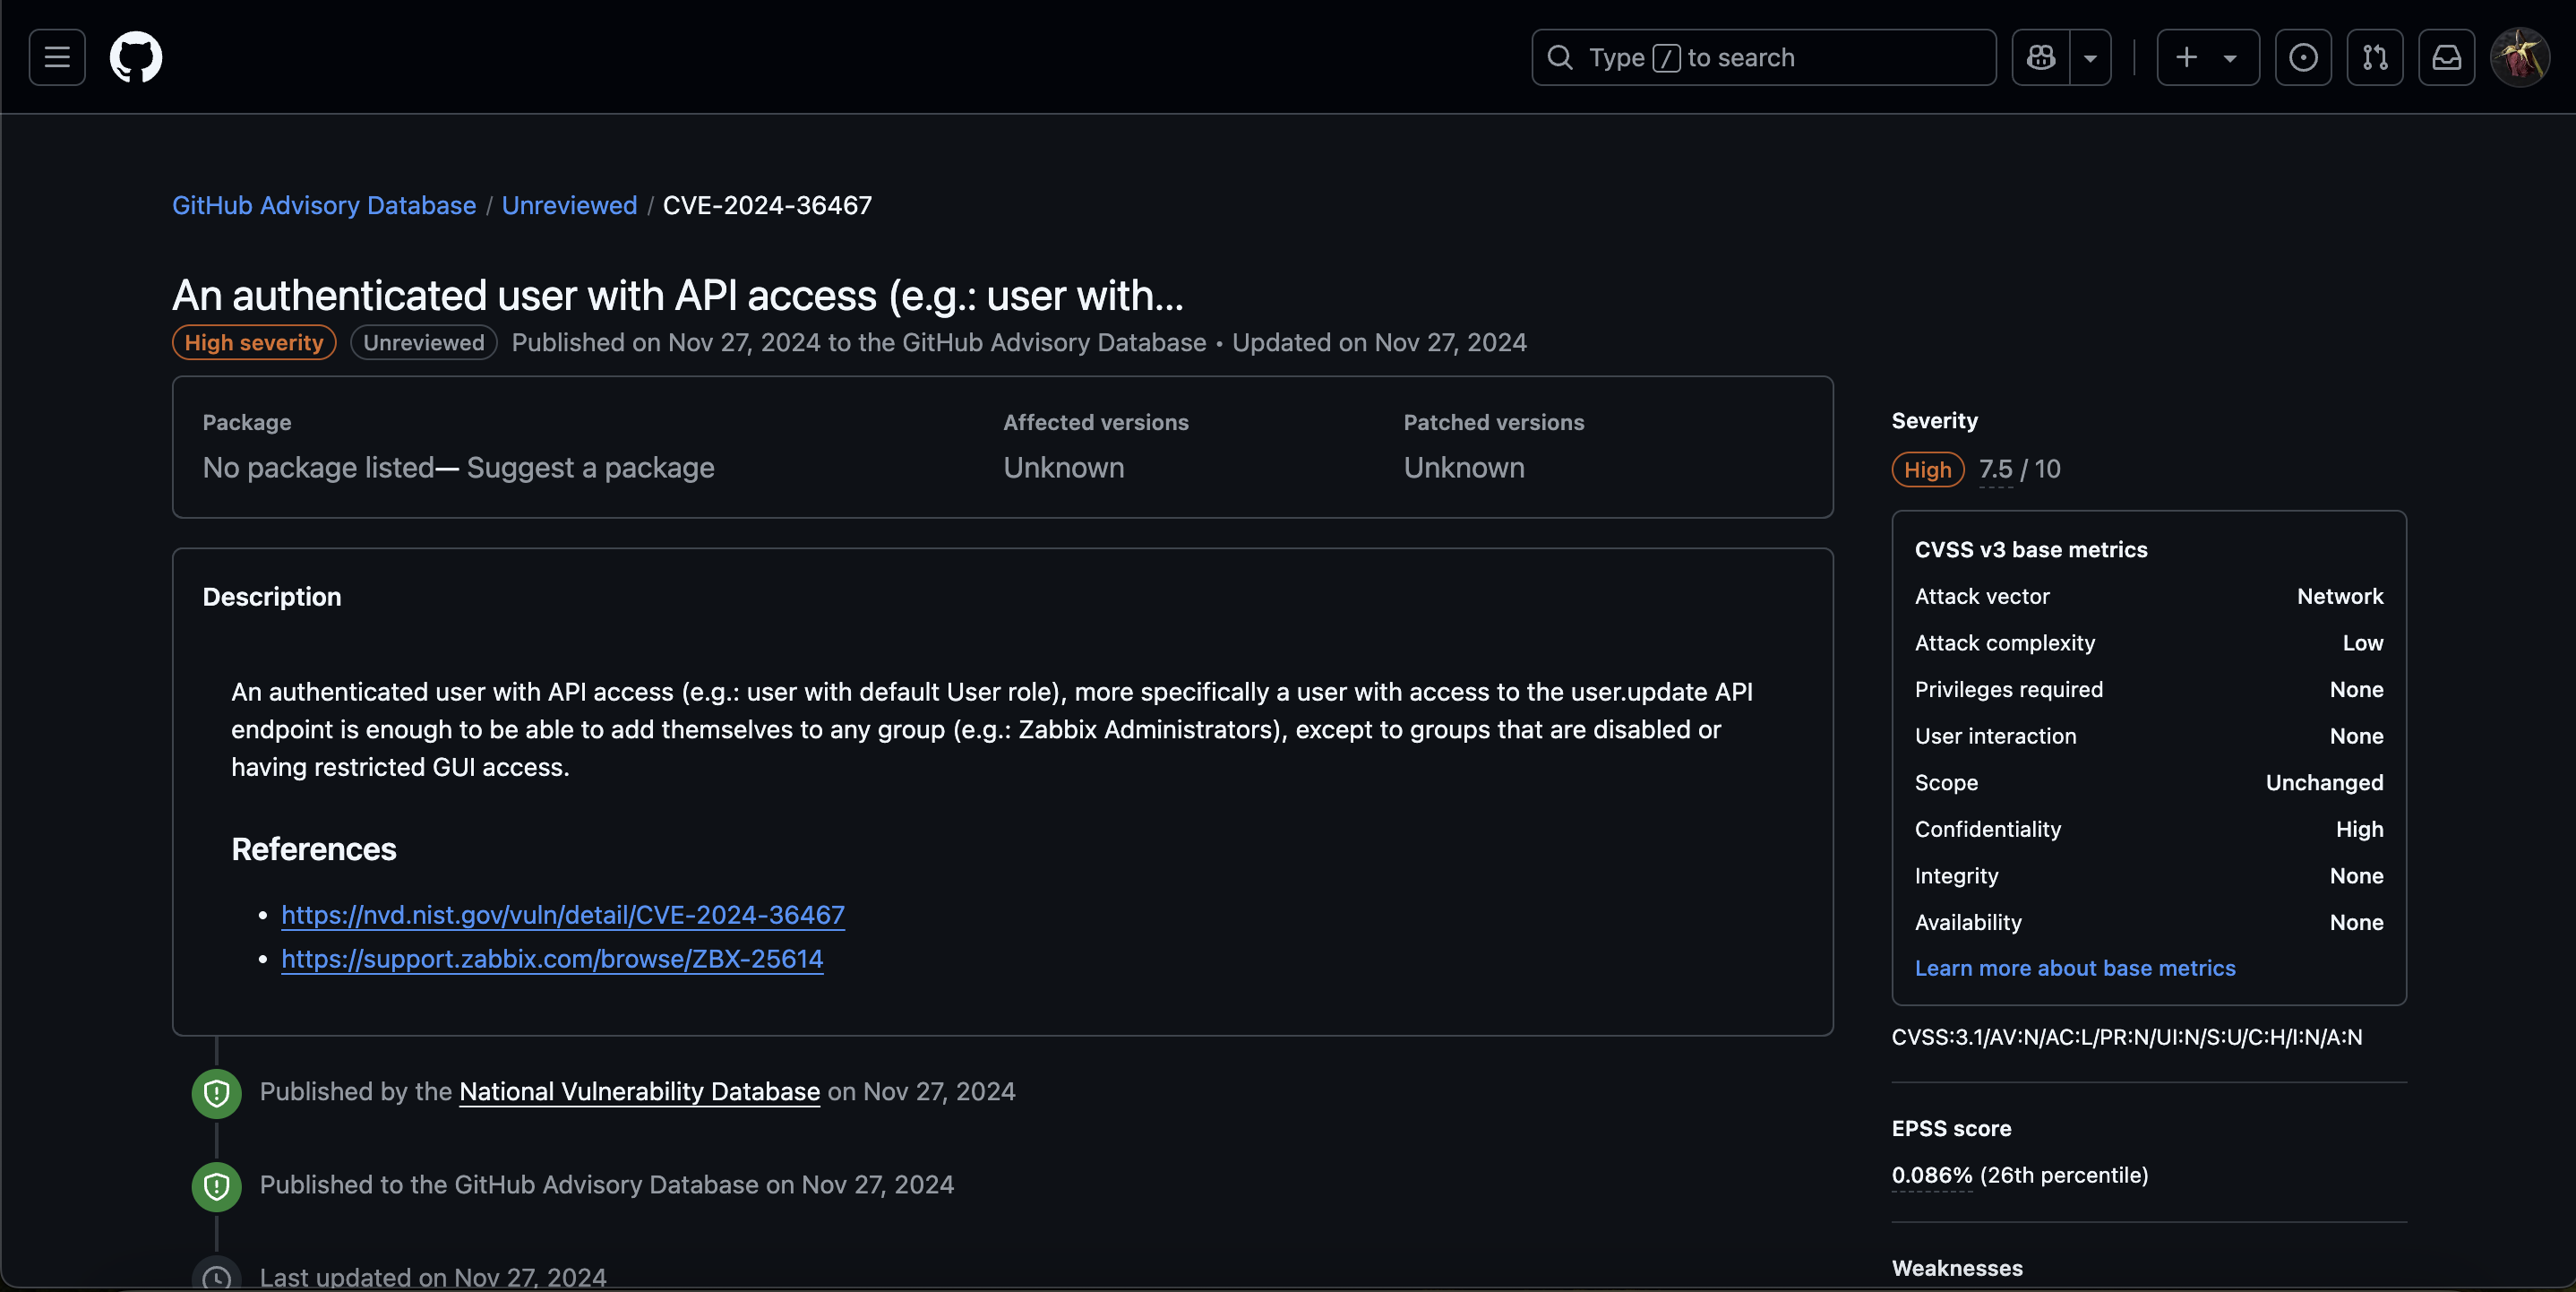 Type / to search
GitHub Advisory Database / Unreviewed / CVE-2024-36467
An authenticated user with API access (e.g.: user with...
High severity Unreviewed Published on Nov 27, 2024 to the GitHub Advisory Database • Updated on Nov 27, 2024
Package Affected versions Patched versions
No package listed— Suggest a package Unknown Unknown
Description
An authenticated user with API access (e.g.: user with default User role), more specifically a user with access to the user.update API
endpoint is enough to be able to add themselves to any group (e.g.: Zabbix Administrators), except to groups that are disabled or
having restricted GUI access.
References
• https://nvd.nist.gov/vuln/detail/CVE-2024-36467
• https://support.zabbix.com/browse/ZBX-25614
Published by the National Vulnerability Database on Nov 27, 2024
Published to the GitHub Advisory Database on Nov 27, 2024
Last updated on Nov 27, 2024
Severity
High 7.5 / 10
CVSS v3 base metrics
Attack vector Network
Attack complexity Low
Privileges required None
User interaction None
Scope Unchanged
Confidentiality High
Integrity None
Availability None
Learn more about base metrics
CVSS:3.1/AV:N/AC:L/PR:N/UI:N/S:U/C:H/I:N/A:N
EPSS score
0.086% (26th percentile)
Weaknesses